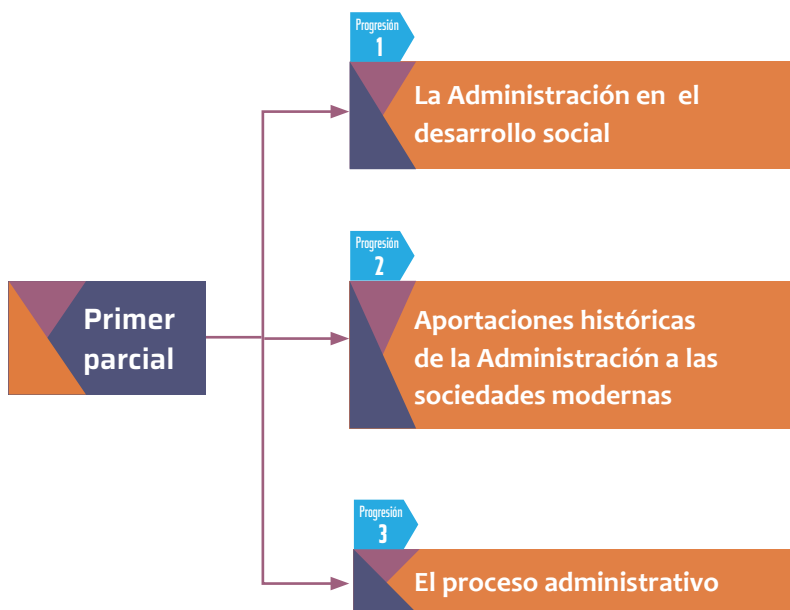 Progresión
1
La Administración en el
desarrollo social
Progresión
2
Primer
parcial
Aportaciones históricas
de la Administración a las
sociedades modernas
Progresión
3
El proceso administrativo